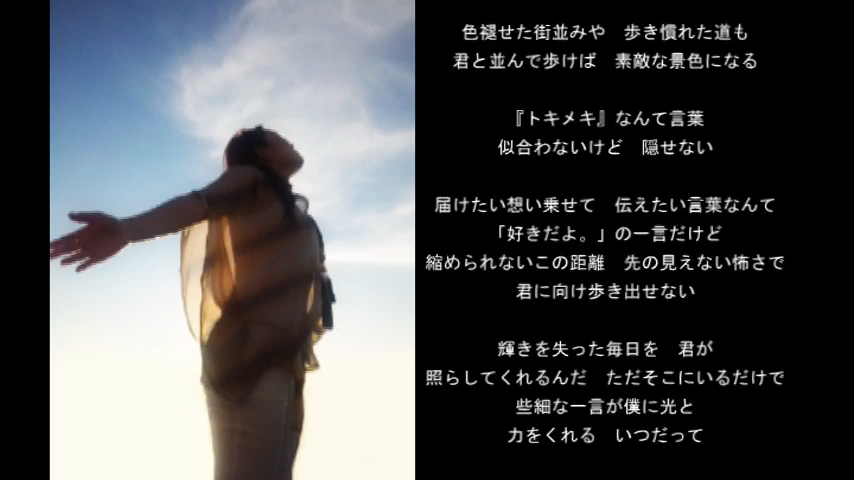 色褪せた街並みや　歩き慣れた道も
君と並んで歩けば　素敵な景色になる
『トキメキ』なんて言葉
似合わないけど　隠せない
届けたい想い乗せて　伝えたい言葉なんて
「好きだよ。」の一言だけど
縮められないこの距離　先の見えない怖さで
君に向け歩き出せない
輝きを失った毎日を　君が
照らしてくれるんだ　ただそこにいるだけで
些細な一言が僕に光と
力をくれる　いつだって